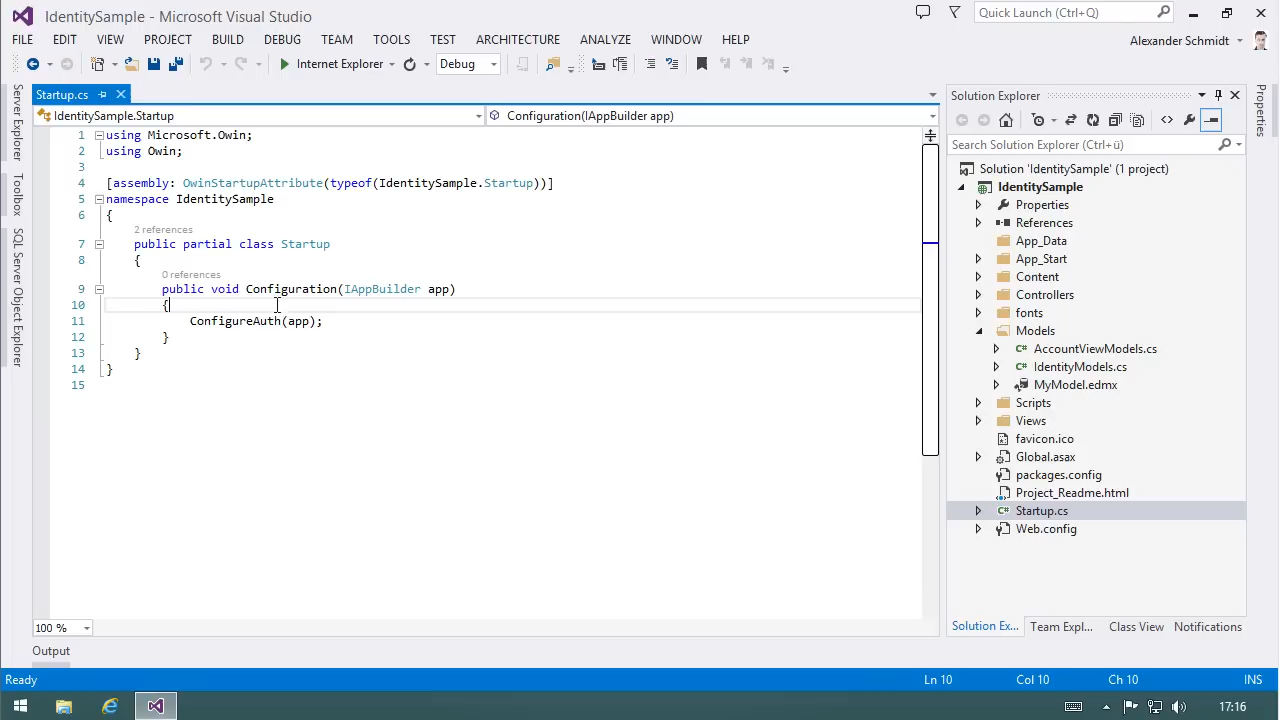 IdentitySample - Microsoft Visual Studio
Quick Launch (Ctrl+Q)
FILE EDIT VIEW PROJECT BUILD DEBUG TEAM TOOLS TEST ARCHITECTURE ANALYZE WINDOW HELP
Alexander Schmidt
Internet Explorer
Debug
Server Explorer
Toolbox
SQL Server Object Explorer
Startup.cs
IdentitySample.Startup
Configuration(IAppBuilder app)
1 using Microsoft.Owin;
2 using Owin;
3
4 [assembly: OwinStartupAttribute(typeof(IdentitySample.Startup))]
5 namespace IdentitySample
6 {
2 references
7 public partial class Startup
8 {
0 references
9 public void Configuration(IAppBuilder app)
10 {
11 ConfigureAuth(app);
12 }
13 }
14 }
15
100 %
Output
Solution Explorer
Search Solution Explorer (Ctrl+ü)
Solution 'IdentitySample' (1 project)
IdentitySample
Properties
References
App_Data
App_Start
Content
Controllers
fonts
Models
AccountViewModels.cs
IdentityModels.cs
MyModel.edmx
Scripts
Views
favicon.ico
Global.asax
packages.config
Project_Readme.html
Startup.cs
Web.config
Solution Ex... Team Expl... Class View Notifications
Properties
Ready
Ln 10 Col 10 Ch 10 INS
17:16